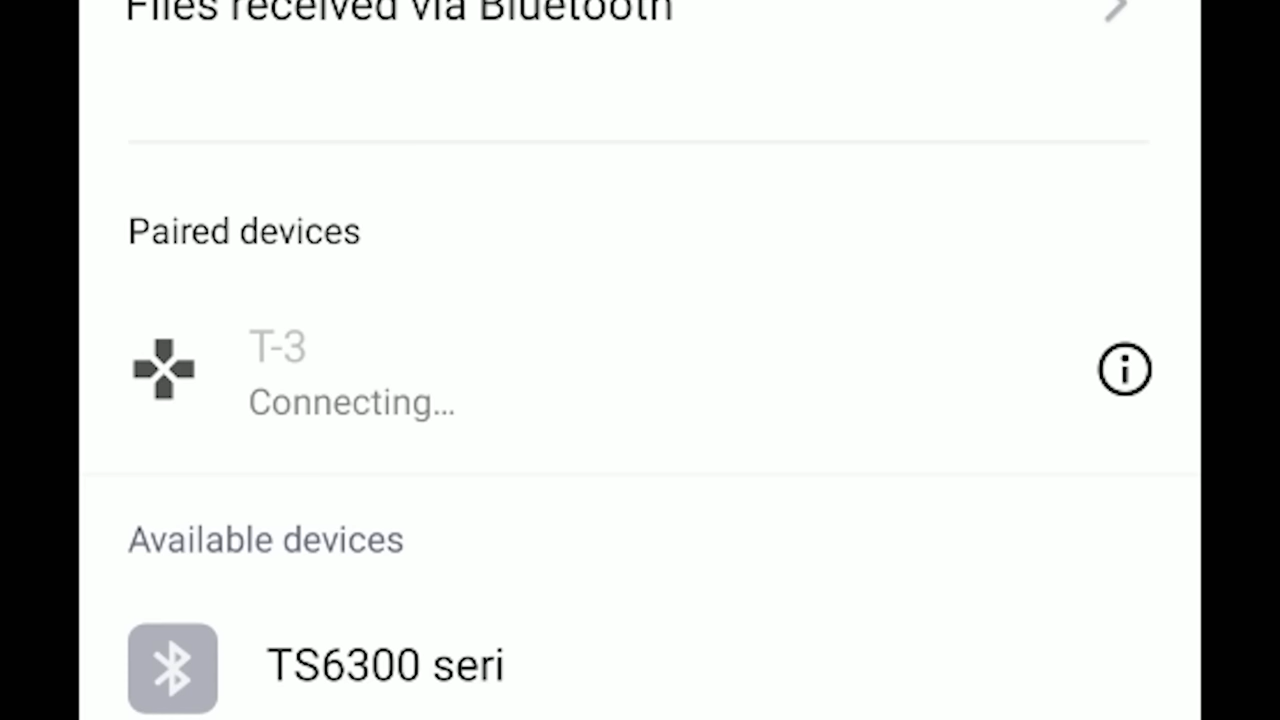 Files received via Bluetooth
Paired devices
T-3
Connecting...
Available devices
TS6300 seri